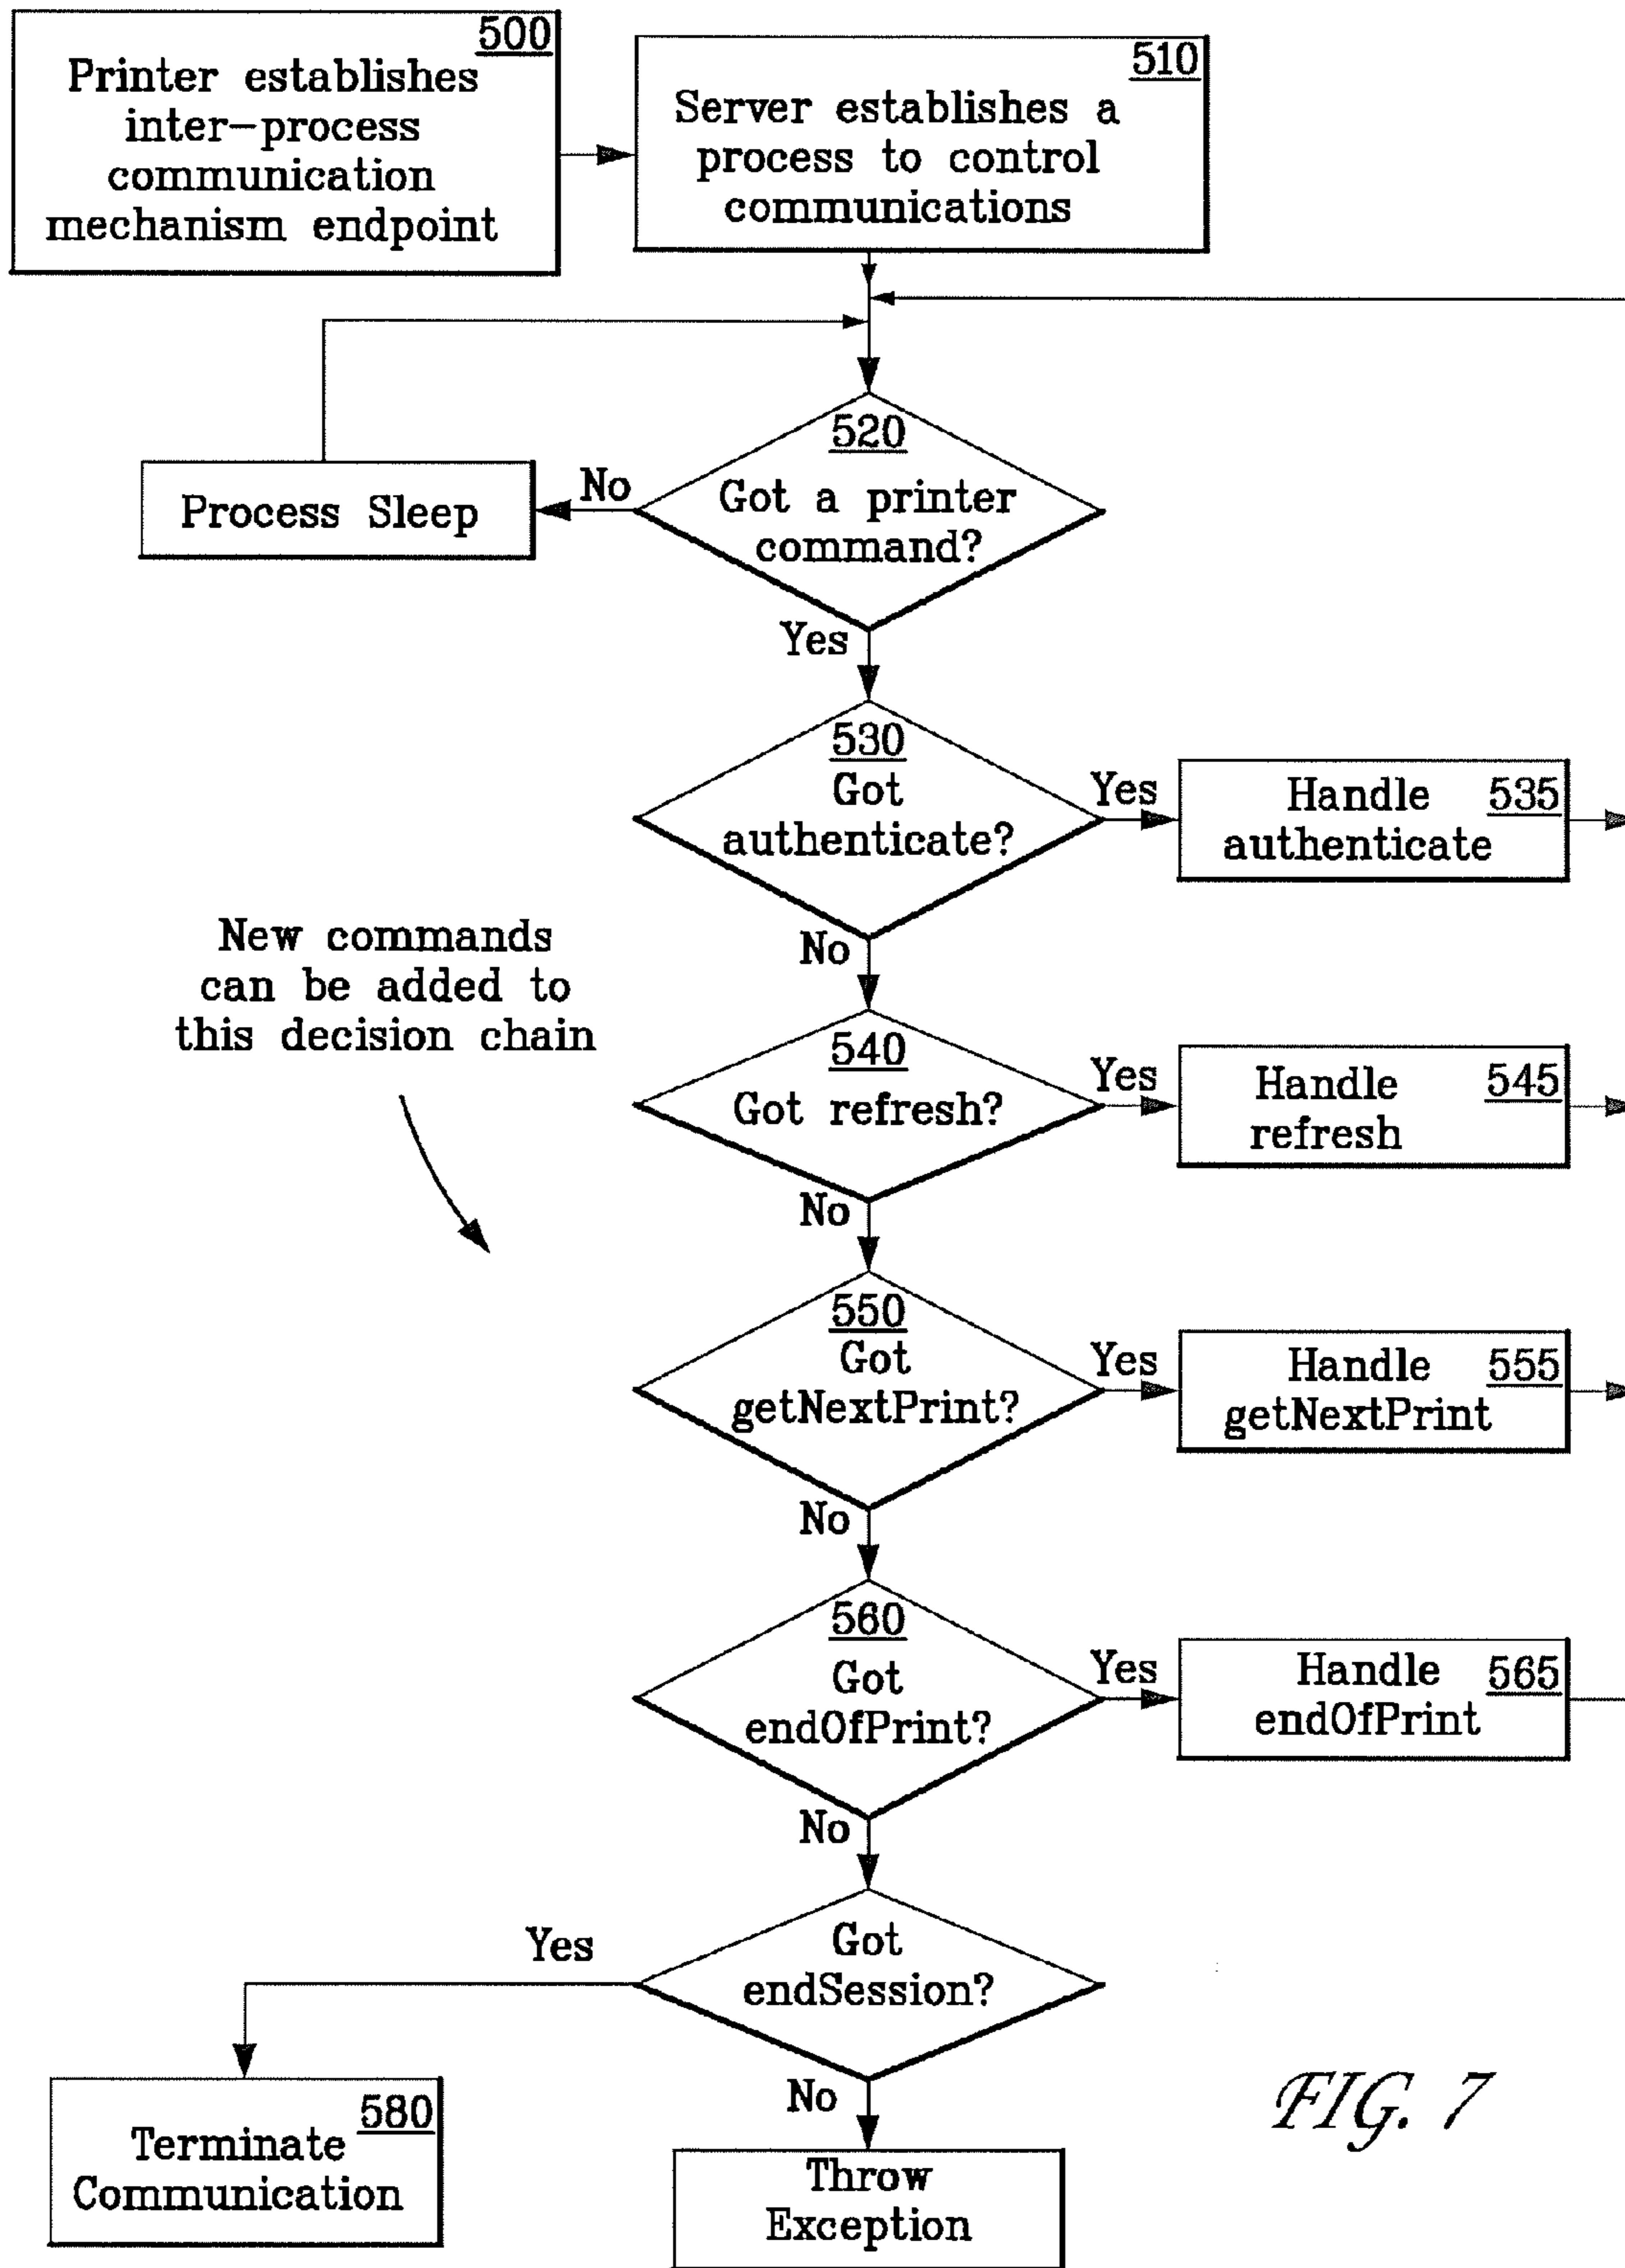 500
Printer establishes
inter-process
communication
mechanism endpoint
510
Server establishes a
process to control
communications
520
Got a printer
command?
No
Process Sleep
Yes
530
Got
authenticate?
Yes
Handle 535
authenticate
No
New commands
can be added to
this decision chain
540
Got refresh?
Yes
Handle 545
refresh
No
550
Got
getNextPrint?
Yes
Handle 555
getNextPrint
No
560
Got
endOfPrint?
Yes
Handle 565
endOfPrint
No
Got
endSession?
Yes
580
Terminate
Communication
No
Throw
Exception
FIG. 7